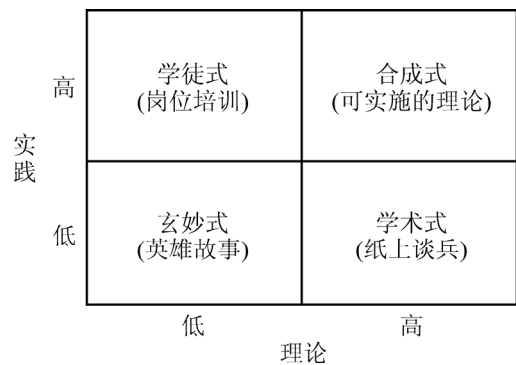 高
学徒式
(岗位培训)
合成式
(可实施的理论)
实
践
低
玄妙式
(英雄故事)
学术式
(纸上谈兵)
低
高
理论